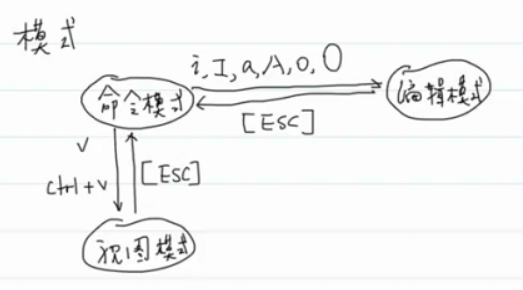 模式
i, I, a, A, o, O
命令模式
编辑模式
[ESC]
v
ctrl+v
[ESC]
视图模式